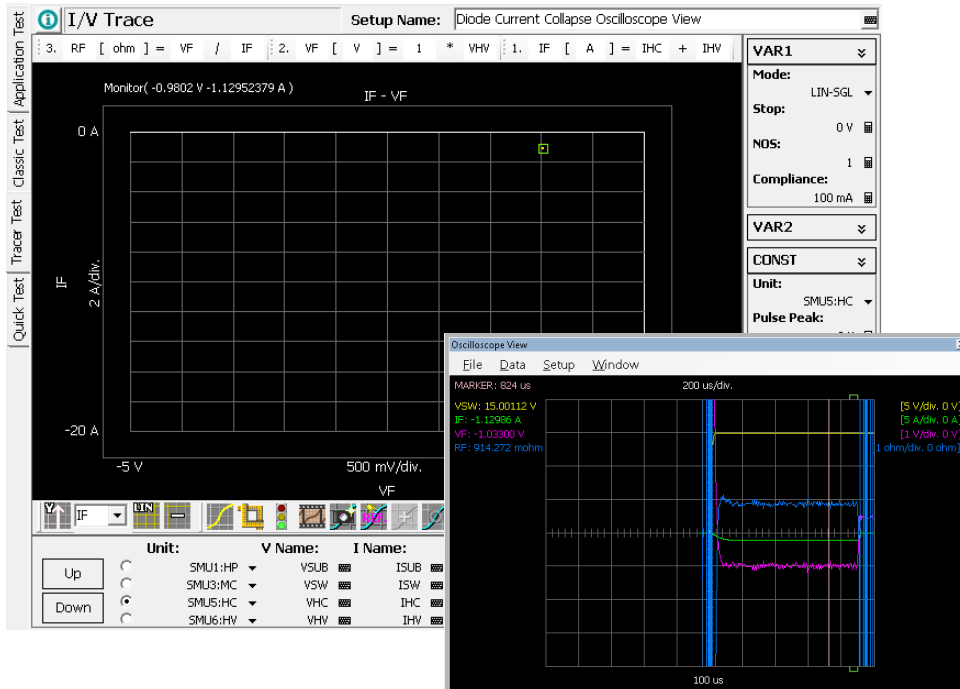 Application Test
Classic Test
Tracer Test
Quick Test
I/V Trace
Setup Name: Diode Current Collapse Oscilloscope View
3. RF [ ohm ] = VF / IF 2. VF [ V ] = 1 * VHV 1. IF [ A ] = IHC + IHV
Monitor( -0.9802 V -1.12952379 A )
IF - VF
0 A
IF
2 A/div.
-20 A
-5 V
500 mV/div.
VF
VAR1
Mode:
LIN-SGL
Stop:
0 V
NOS:
1
Compliance:
100 mA
VAR2
CONST
Unit:
SMU5:HC
Pulse Peak:
Y
IF
LIN
Unit: V Name: I Name:
Up
Down
SMU1:HP VSUB ISUB
SMU3:MC VSW ISW
SMU5:HC VHC IHC
SMU6:HV VHV IHV
Oscilloscope View
File Data Setup Window
MARKER: 824 us
200 us/div.
VSW: 15.00112 V
IF: -1.12986 A
VF: -1.03300 V
RF: 914.272 mohm
[5 V/div. 0 V]
[5 A/div. 0 A]
[1 V/div. 0 V]
1 ohm/div. 0 ohm]
100 us